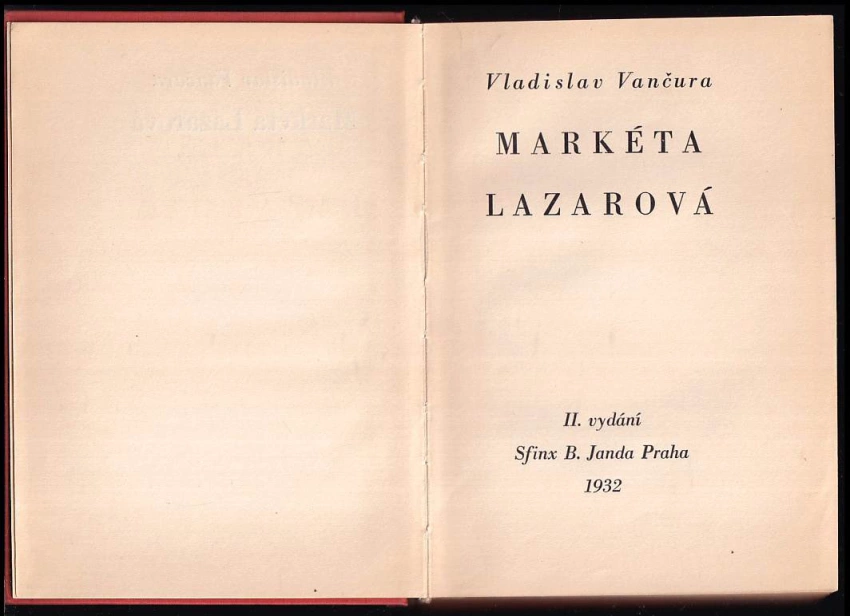 Vladislav Vančura
MARKÉTA
LAZAROVÁ
II. vydání
Sfinx B. Janda Praha
1932